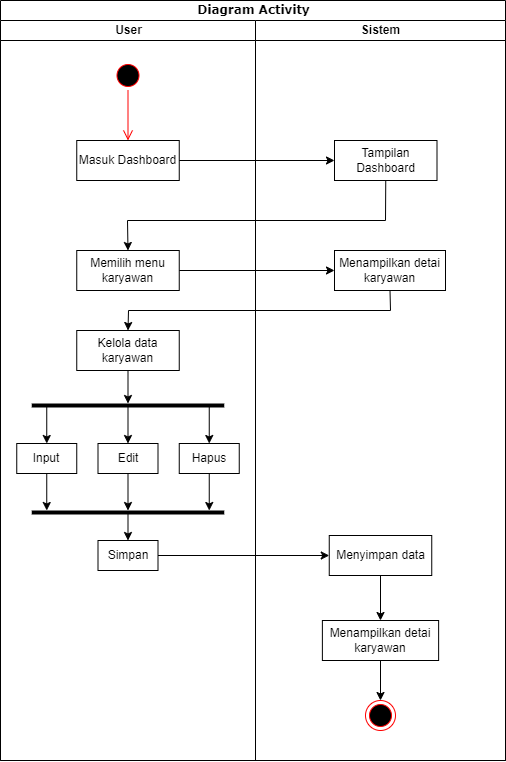 Diagram Activity
User
Sistem
Masuk Dashboard
Tampilan
Dashboard
Memilih menu
karyawan
Menampilkan detai
karyawan
Kelola data
karyawan
Input
Edit
Hapus
Simpan
Menyimpan data
Menampilkan detai
karyawan